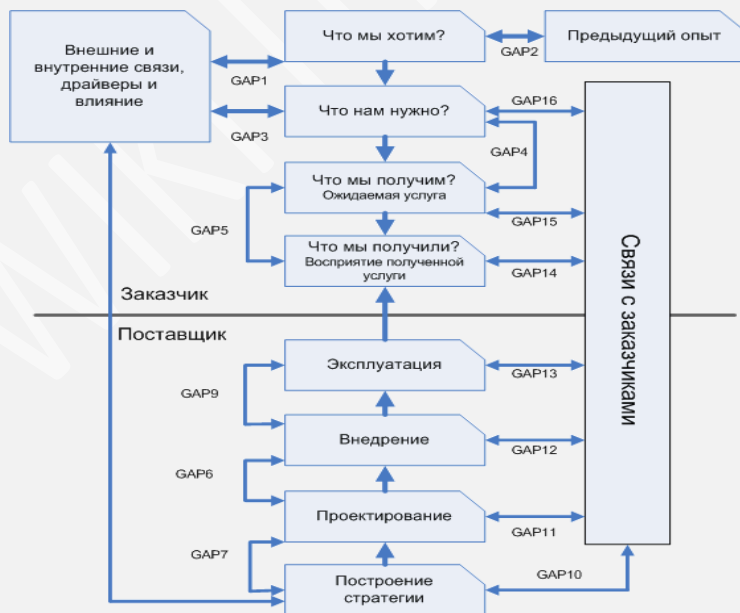 Внешние и
внутренние связи,
драйверы и
влияние
GAP1
Что мы хотим?
GAP2
Предыдущий опыт
GAP3
Что нам нужно?
GAP16
GAP4
Что мы получим?
Ожидаемая услуга
GAP15
GAP5
Что мы получили?
Восприятие полученной
услуги
GAP14
Связи с заказчиками
Заказчик
Поставщик
Эксплуатация
GAP13
GAP9
Внедрение
GAP12
GAP6
Проектирование
GAP11
GAP7
Построение
стратегии
GAP10